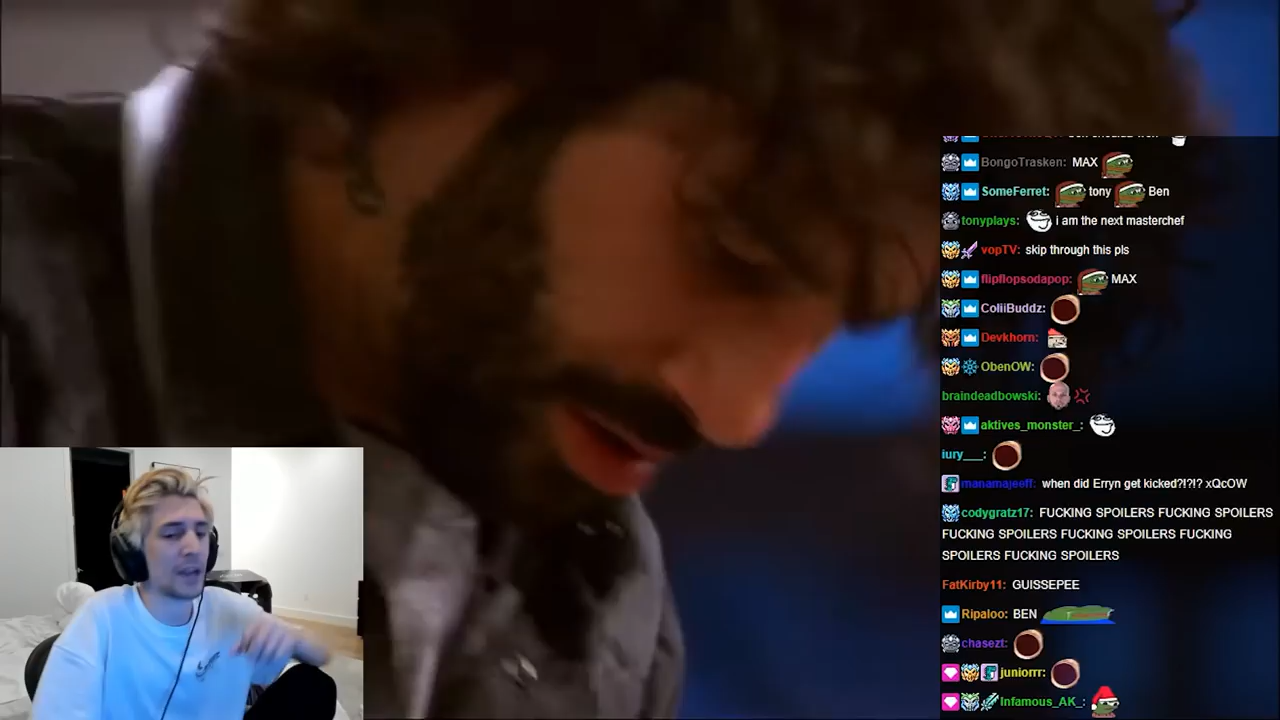 BongoTrasken: MAX
SomeFerret: tony Ben
tonyplays: i am the next masterchef
vopTV: skip through this pls
flipflopsodapop: MAX
ColiiBuddz:
Devkhorn:
ObenOW:
braindeadbowski:
aktives_monster_:
iury___:
manamajeeff: when did Erryn get kicked?!?!? xQcOW
codygratz17: FUCKING SPOILERS FUCKING SPOILERS
FUCKING SPOILERS FUCKING SPOILERS FUCKING
SPOILERS FUCKING SPOILERS
FatKirby11: GUISSEPEE
Ripaloo: BEN
chasezt:
juniorrr:
Infamous_AK_: